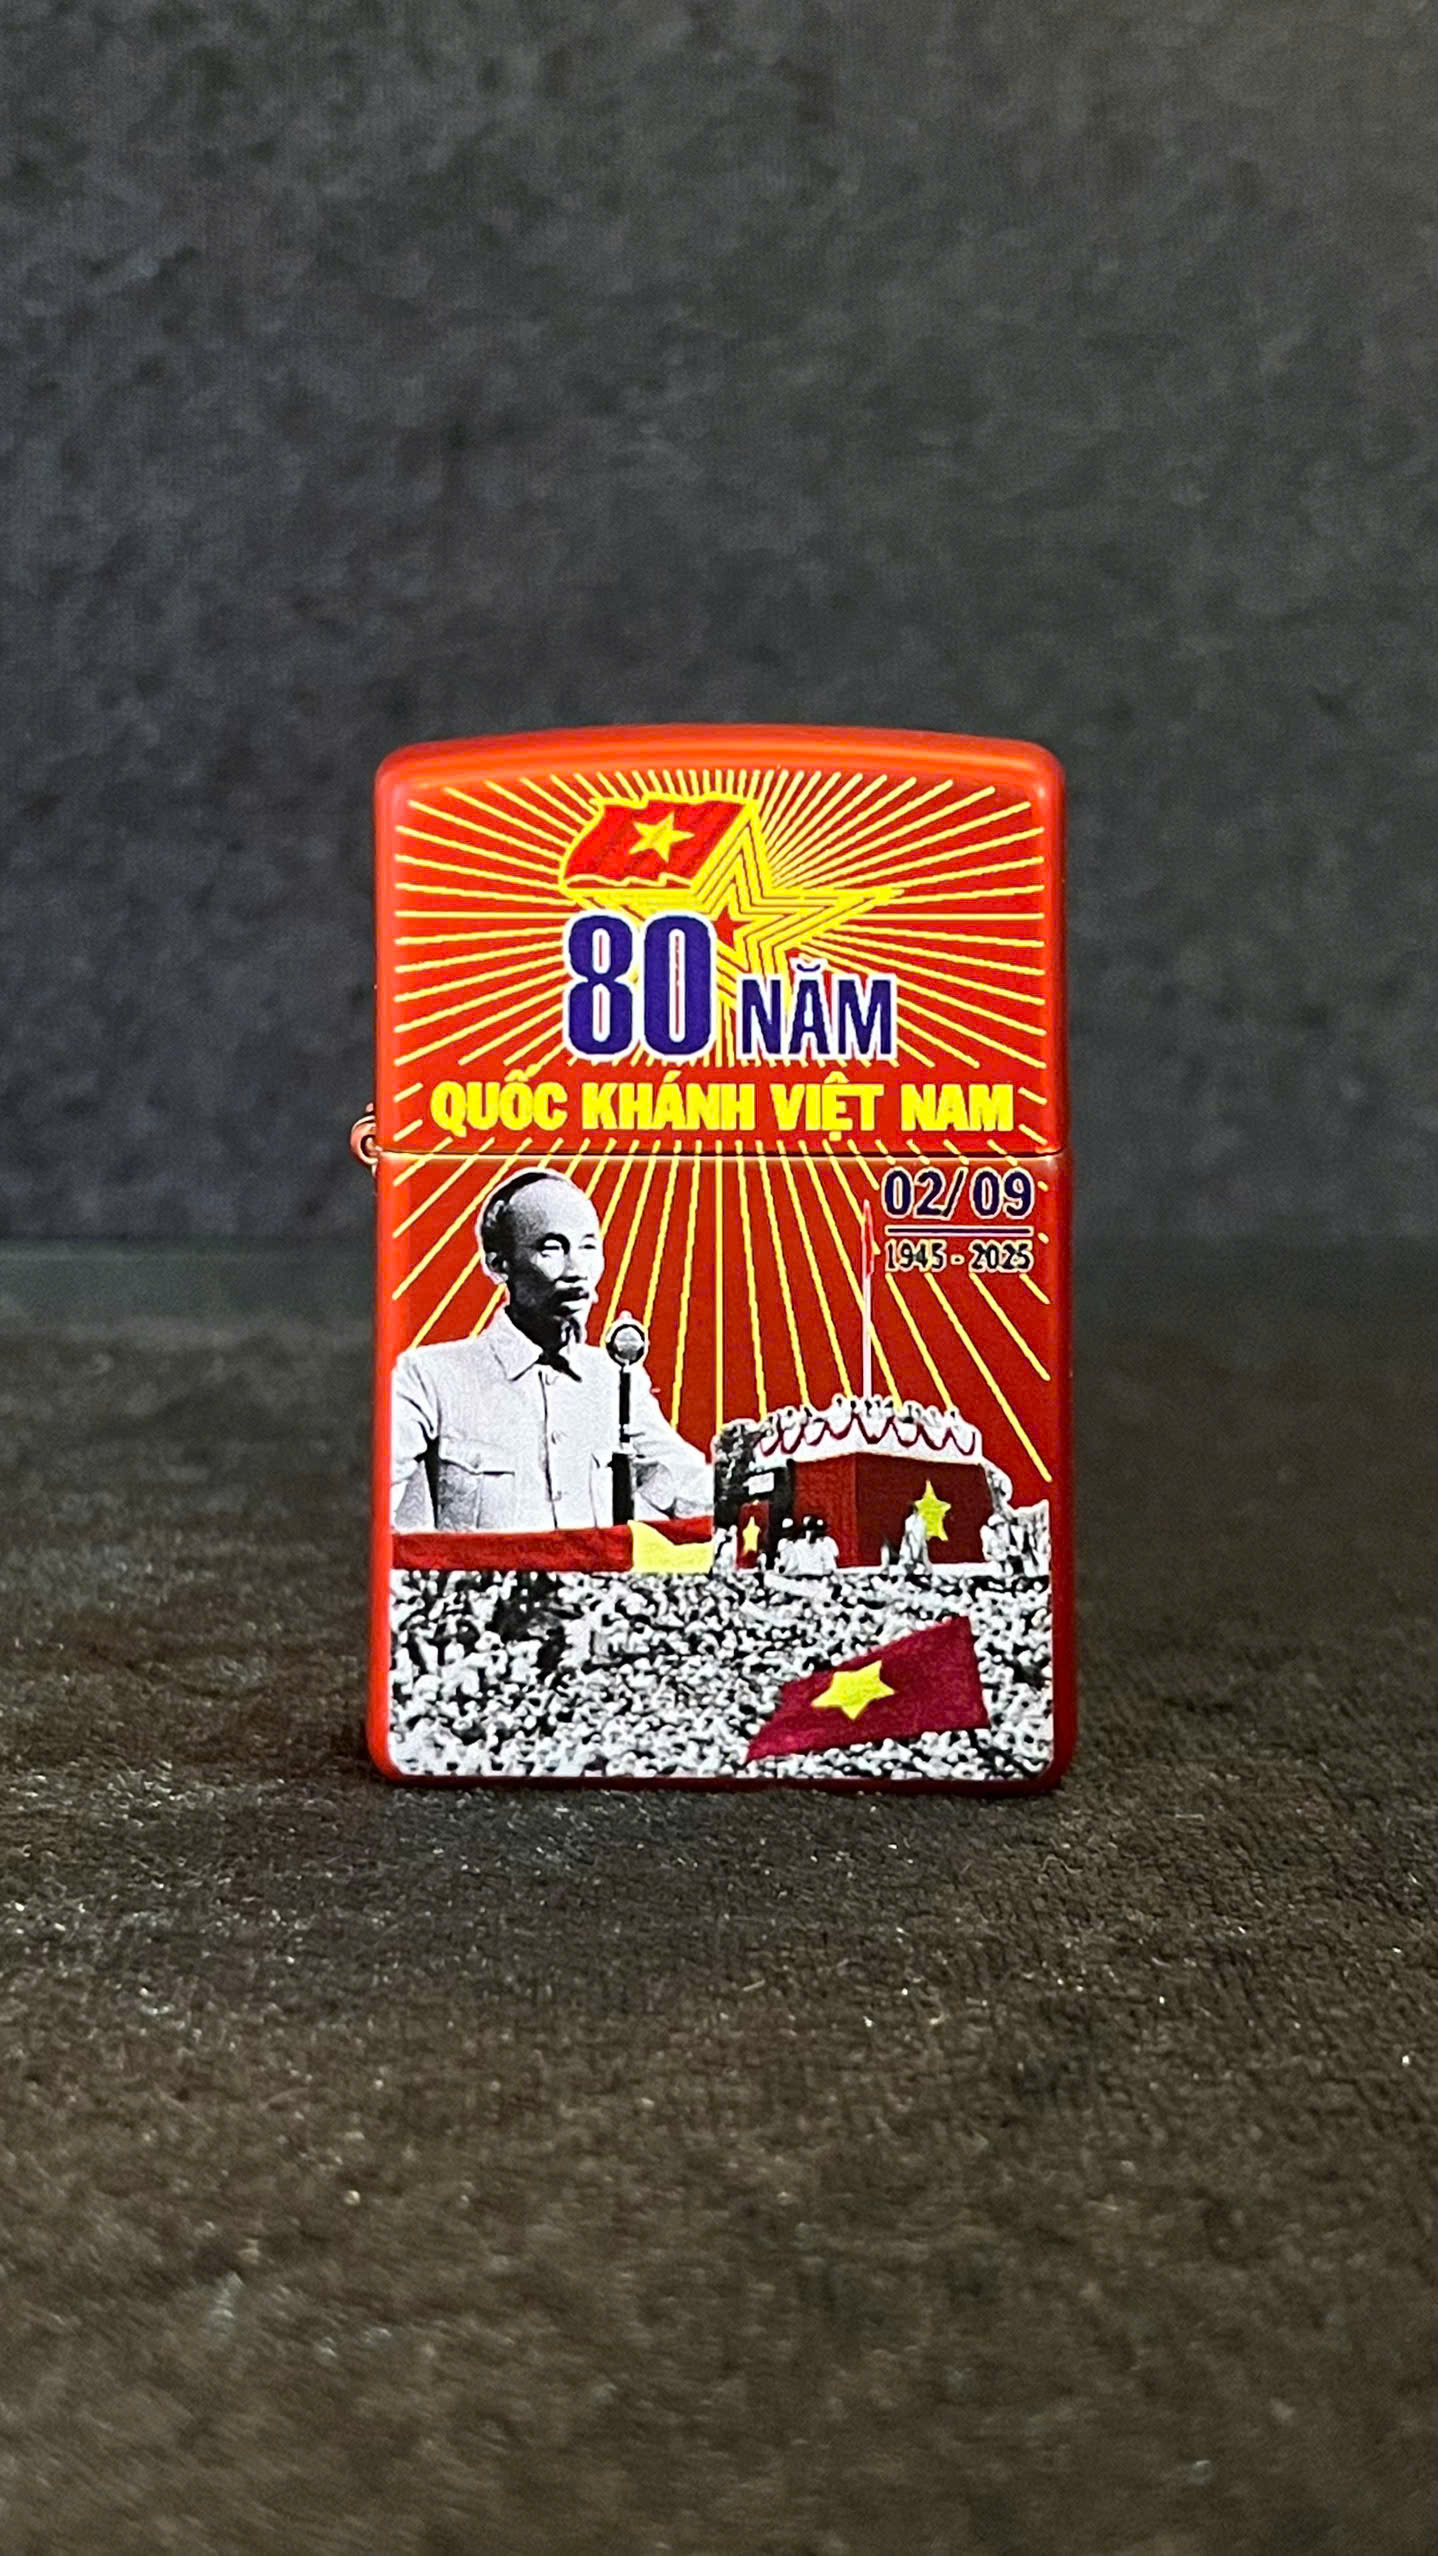 80 NĂM
QUỐC KHÁNH VIỆT NAM
02/09
1945 - 2025